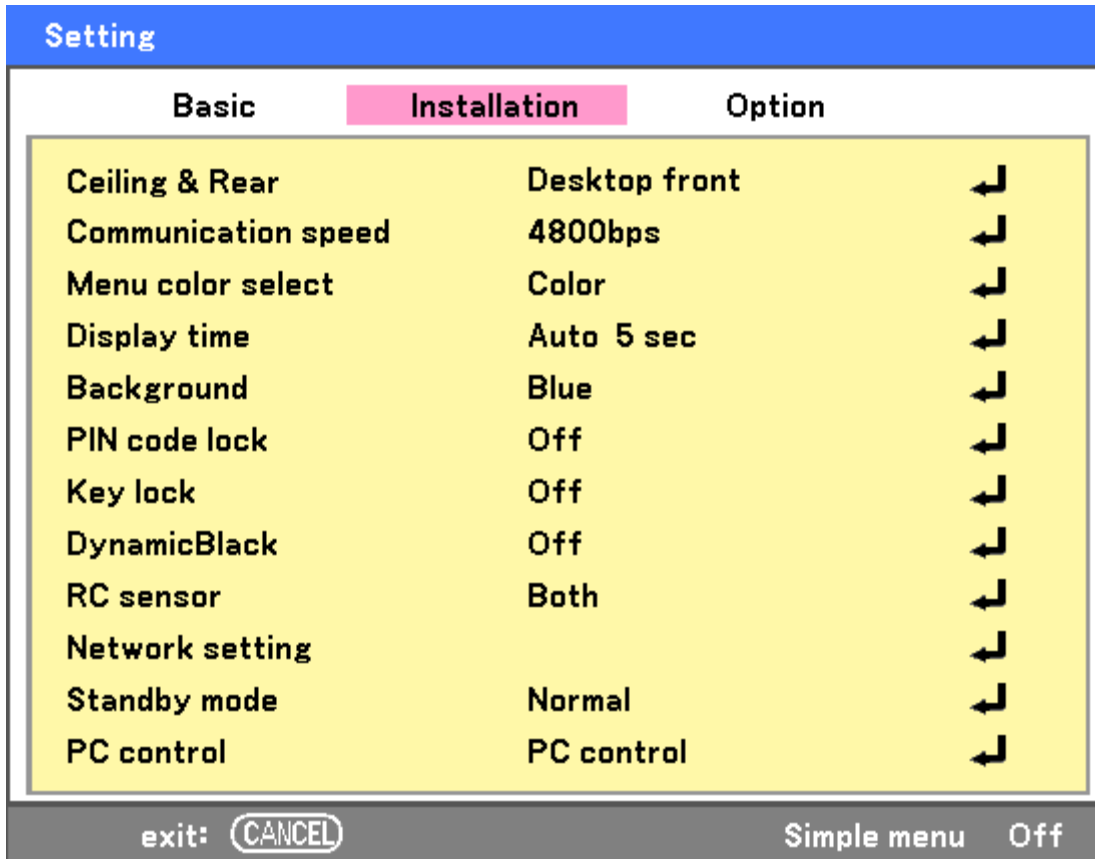 Setting
Basic Installation Option
Ceiling & Rear Desktop front
Communication speed 4800bps
Menu color select Color
Display time Auto 5 sec
Background Blue
PIN code lock Off
Key lock Off
DynamicBlack Off
RC sensor Both
Network setting
Standby mode Normal
PC control PC control
exit: CANCEL Simple menu Off